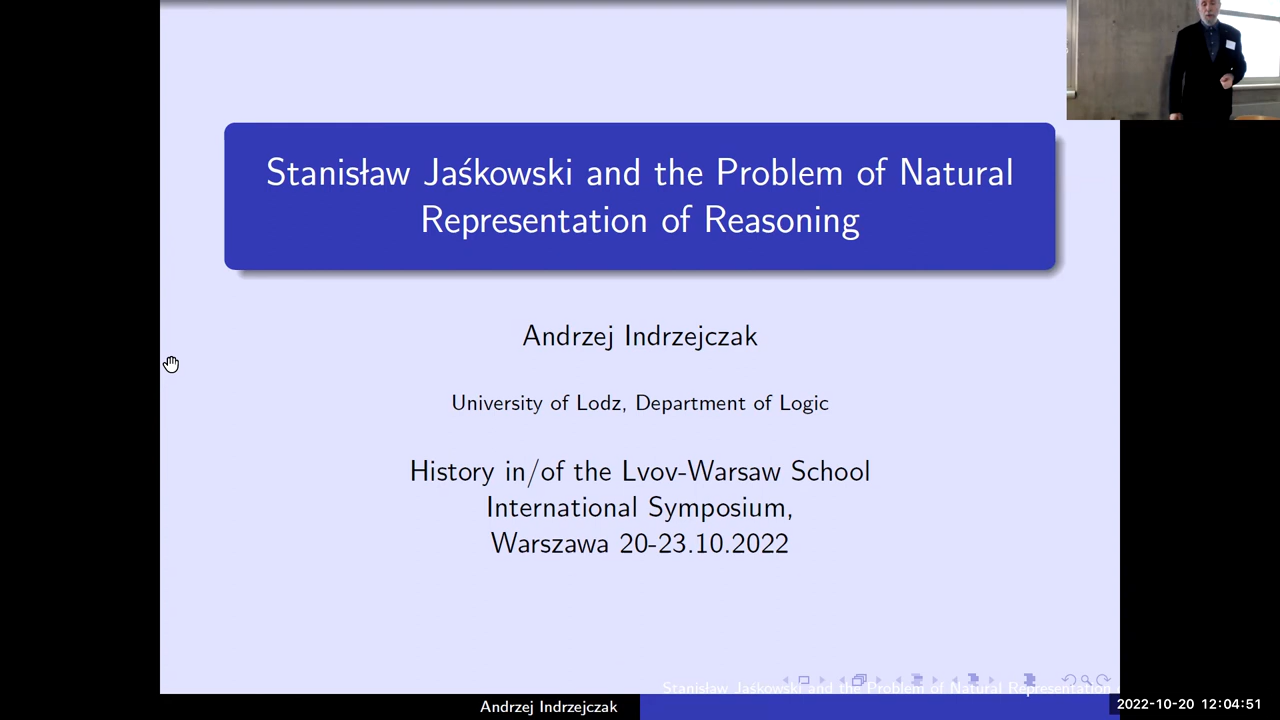 Stanisław Jaśkowski and the Problem of Natural
Representation of Reasoning
Andrzej Indrzejczak
University of Lodz, Department of Logic
History in/of the Lvov-Warsaw School
International Symposium,
Warszawa 20-23.10.2022
Stanisław Jaśkowski and the Problem of Natural Representation
Andrzej Indrzejczak
2022-10-20 12:04:51